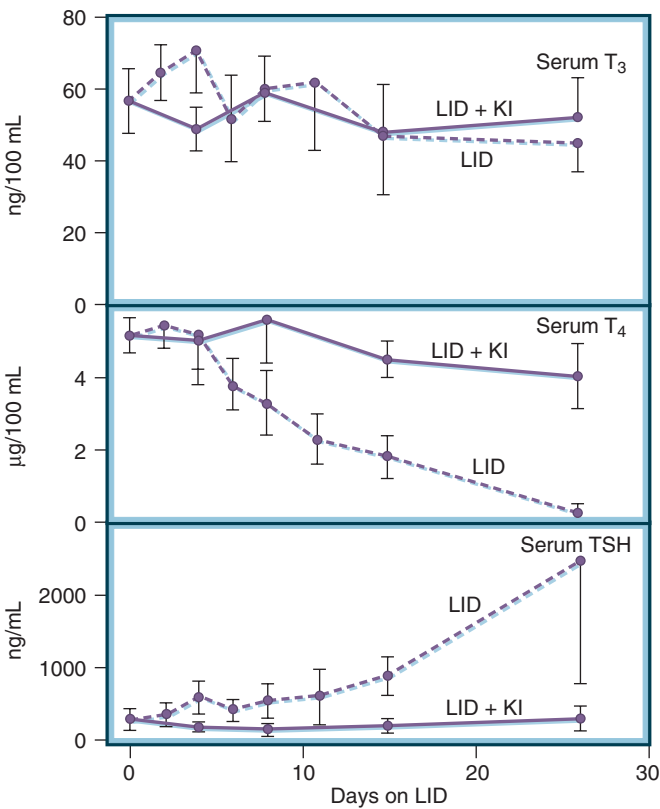 80
60
40
20
0
ng/100 mL
Serum T₃
LID + KI
LID
4
2
0
µg/100 mL
Serum T₄
LID + KI
LID
2000
1000
0
ng/mL
Serum TSH
LID
LID + KI
0 10 20 30
Days on LID